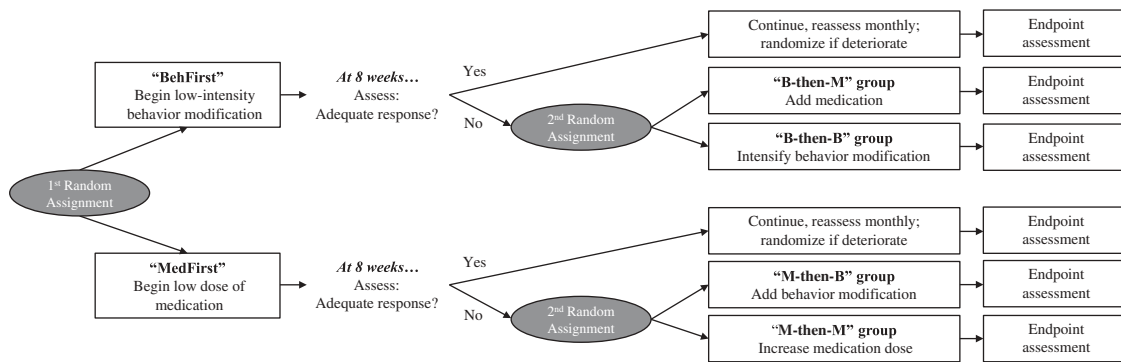 1st Random
Assignment
“BehFirst”
Begin low-intensity
behavior modification
At 8 weeks…
Assess:
Adequate response?
Yes
No
Continue, reassess monthly;
randomize if deteriorate
Endpoint
assessment
2nd Random
Assignment
“B-then-M” group
Add medication
Endpoint
assessment
“B-then-B” group
Intensify behavior modification
Endpoint
assessment
“MedFirst”
Begin low dose of
medication
At 8 weeks…
Assess:
Adequate response?
Yes
No
Continue, reassess monthly;
randomize if deteriorate
Endpoint
assessment
2nd Random
Assignment
“M-then-B” group
Add behavior modification
Endpoint
assessment
“M-then-M” group
Increase medication dose
Endpoint
assessment